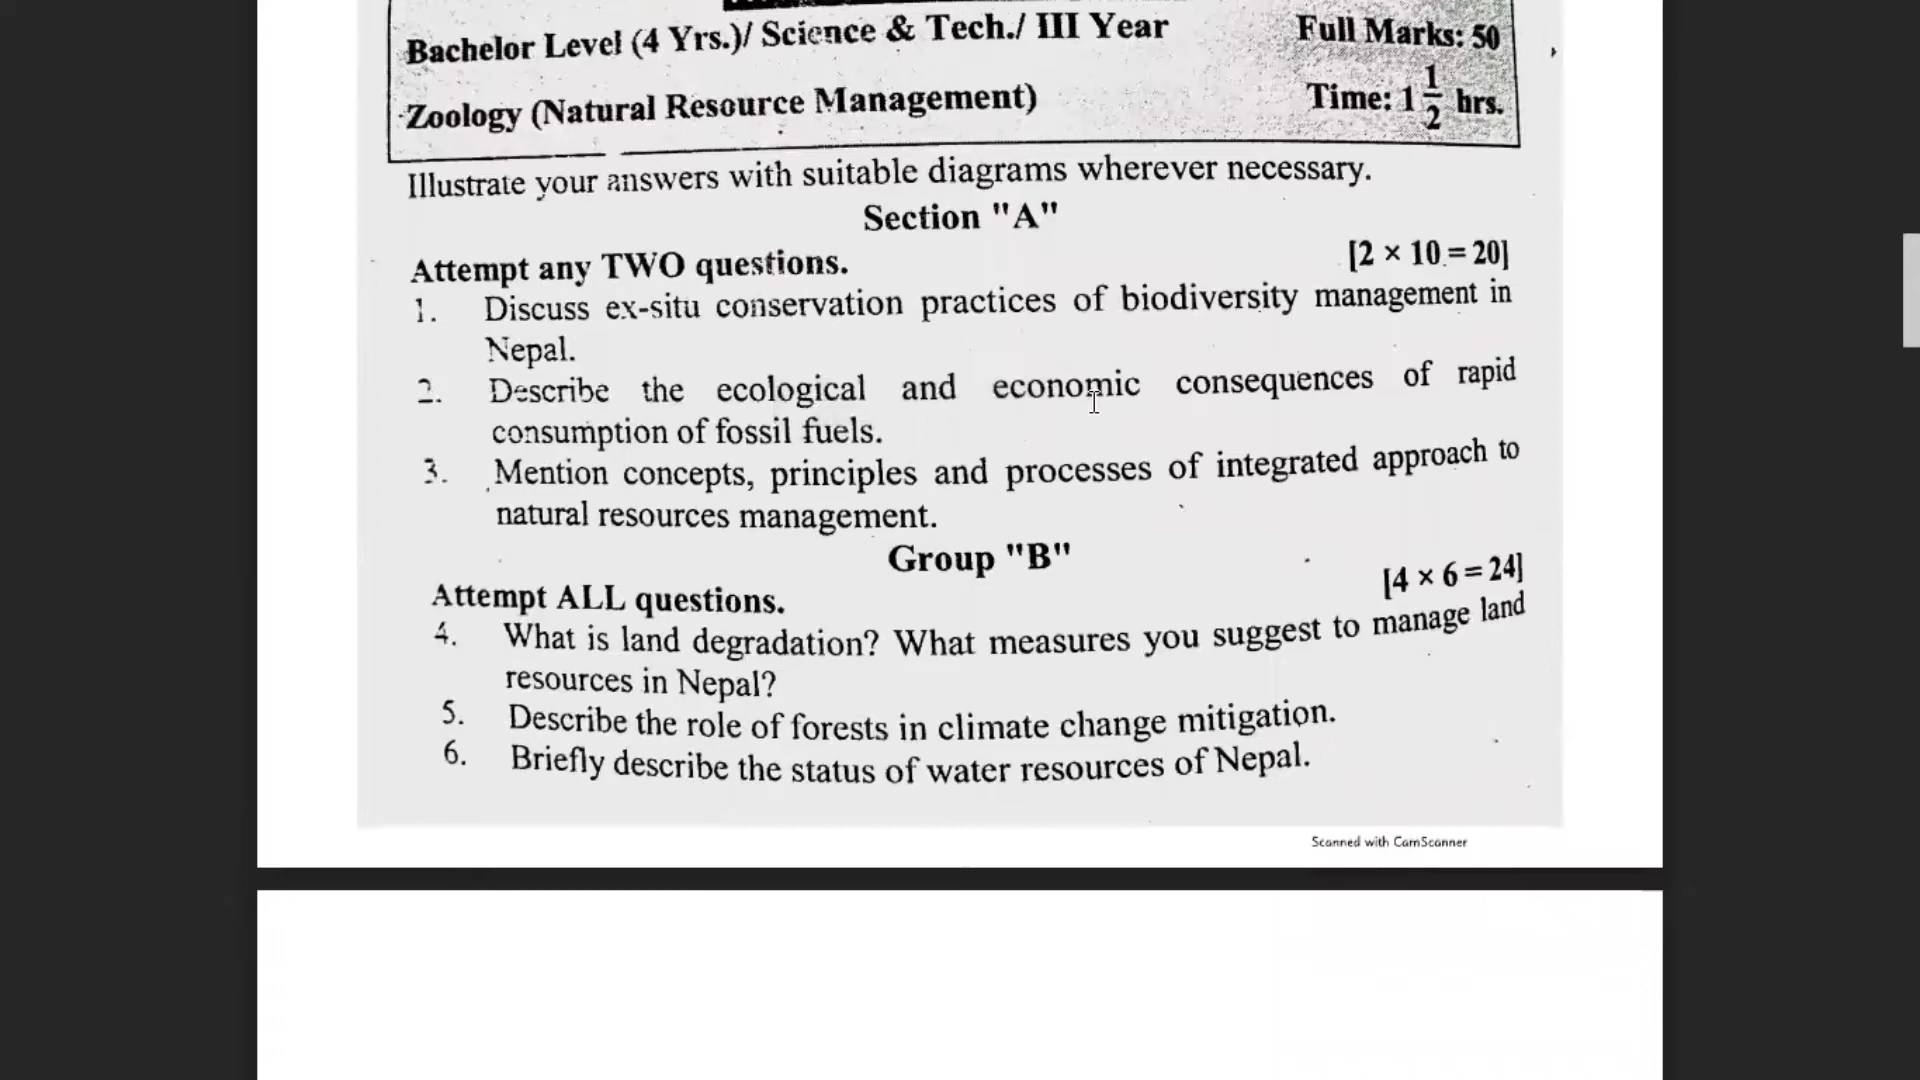 Bachelor Level (4 Yrs.)/ Science & Tech./ III Year Full Marks: 50
Zoology (Natural Resource Management) Time: 1 1/2 hrs.
Illustrate your answers with suitable diagrams wherever necessary.
Section "A"
Attempt any TWO questions. [2 × 10 = 20]
1. Discuss ex-situ conservation practices of biodiversity management in
Nepal.
2. Describe the ecological and economic consequences of rapid
consumption of fossil fuels.
3. Mention concepts, principles and processes of integrated approach to
natural resources management.
Group "B"
Attempt ALL questions. [4 × 6 = 24]
4. What is land degradation? What measures you suggest to manage land
resources in Nepal?
5. Describe the role of forests in climate change mitigation.
6. Briefly describe the status of water resources of Nepal.
Scanned with CamScanner